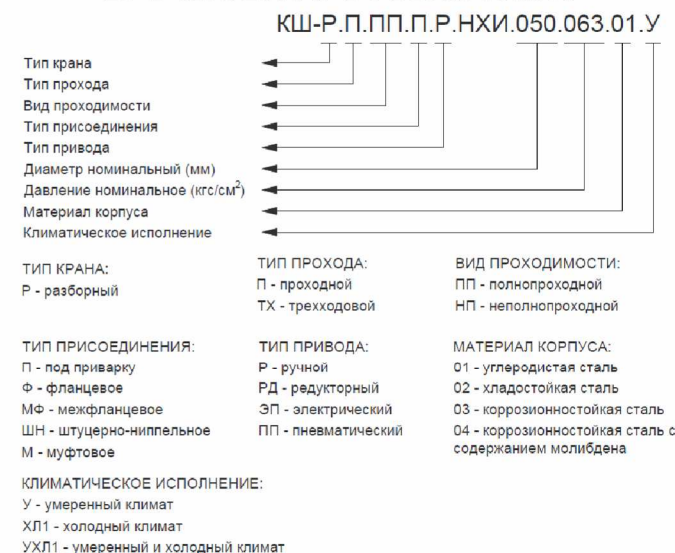 КШ-Р.П.ПП.П.Р.НХИ.050.063.01.У
Тип крана
Тип прохода
Вид проходимости
Тип присоединения
Тип привода
Диаметр номинальный (мм)
Давление номинальное (кгс/см²)
Материал корпуса
Климатическое исполнение
ТИП КРАНА:
Р - разборный
ТИП ПРОХОДА:
П - проходной
ТХ - трехходовой
ВИД ПРОХОДИМОСТИ:
ПП - полнопроходной
НП - неполнопроходной
ТИП ПРИСОЕДИНЕНИЯ:
П - под приварку
Ф - фланцевое
МФ - межфланцевое
ШН - штуцерно-ниппельное
М - муфтовое
ТИП ПРИВОДА:
Р - ручной
РД - редукторный
ЭП - электрический
ПП - пневматический
МАТЕРИАЛ КОРПУСА:
01 - углеродистая сталь
02 - хладостойкая сталь
03 - коррозионностойкая сталь
04 - коррозионностойкая сталь с
содержанием молибдена
КЛИМАТИЧЕСКОЕ ИСПОЛНЕНИЕ:
У - умеренный климат
ХЛ1 - холодный климат
УХЛ1 - умеренный и холодный климат